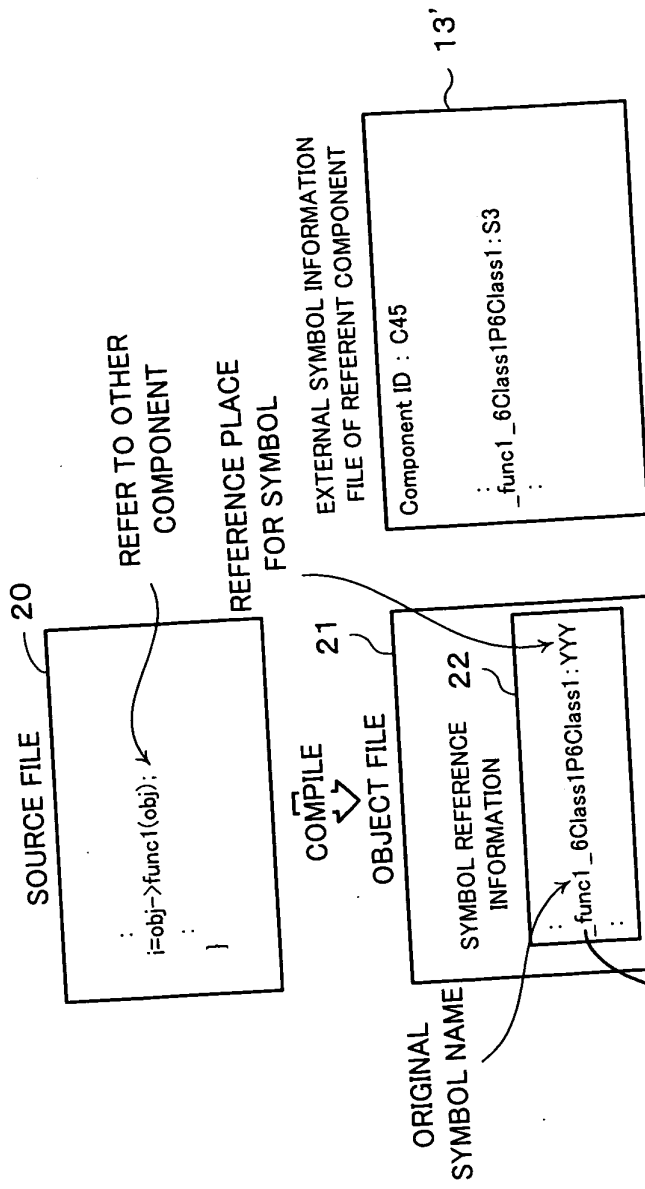 SOURCE FILE
20
:
i=obj->func1(obj);
:
}
REFER TO OTHER
COMPONENT
COMPILE
OBJECT FILE
21
REFERENCE PLACE
FOR SYMBOL
SYMBOL REFERENCE
INFORMATION
22
:
_func1_6Class1P6Class1:YYY
:
ORIGINAL
SYMBOL NAME
EXTERNAL SYMBOL INFORMATION
FILE OF REFERENT COMPONENT
13'
Component ID : C45
:
_func1_6Class1P6Class1:S3
: